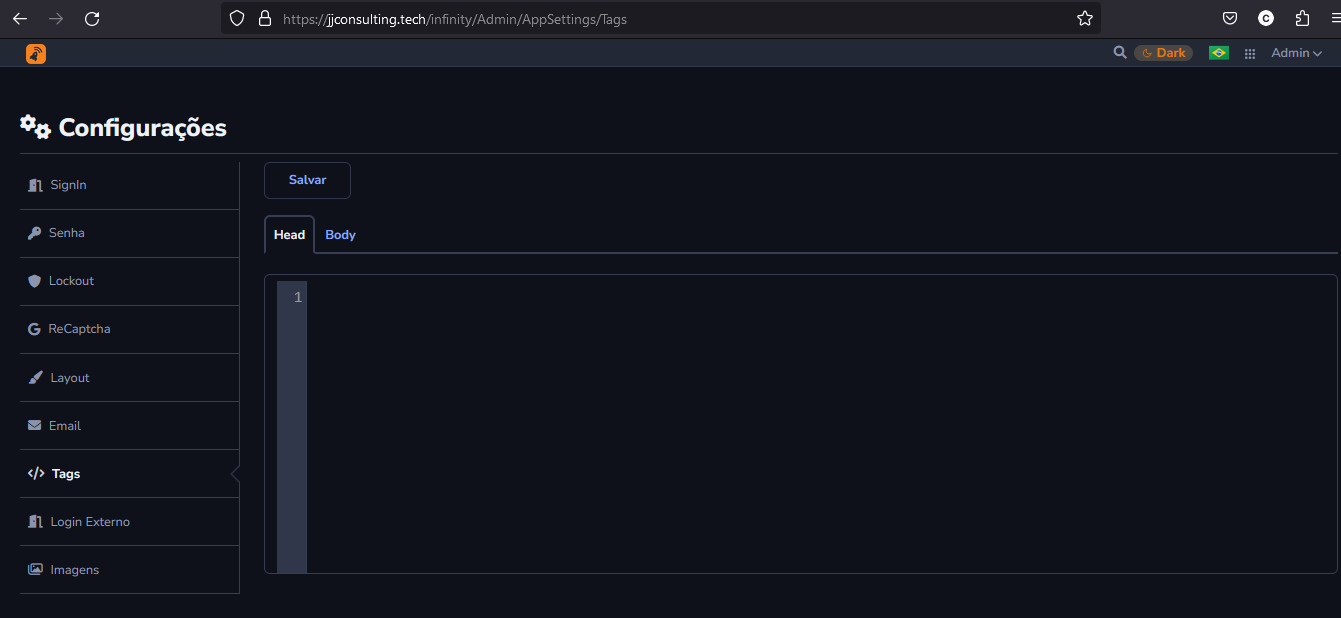 https://jjconsulting.tech/infinity/Admin/AppSettings/Tags
C
Dark
Admin
Configurações
SignIn
Senha
Lockout
ReCaptcha
Layout
Email
Tags
Login Externo
Imagens
Salvar
Head
Body
1